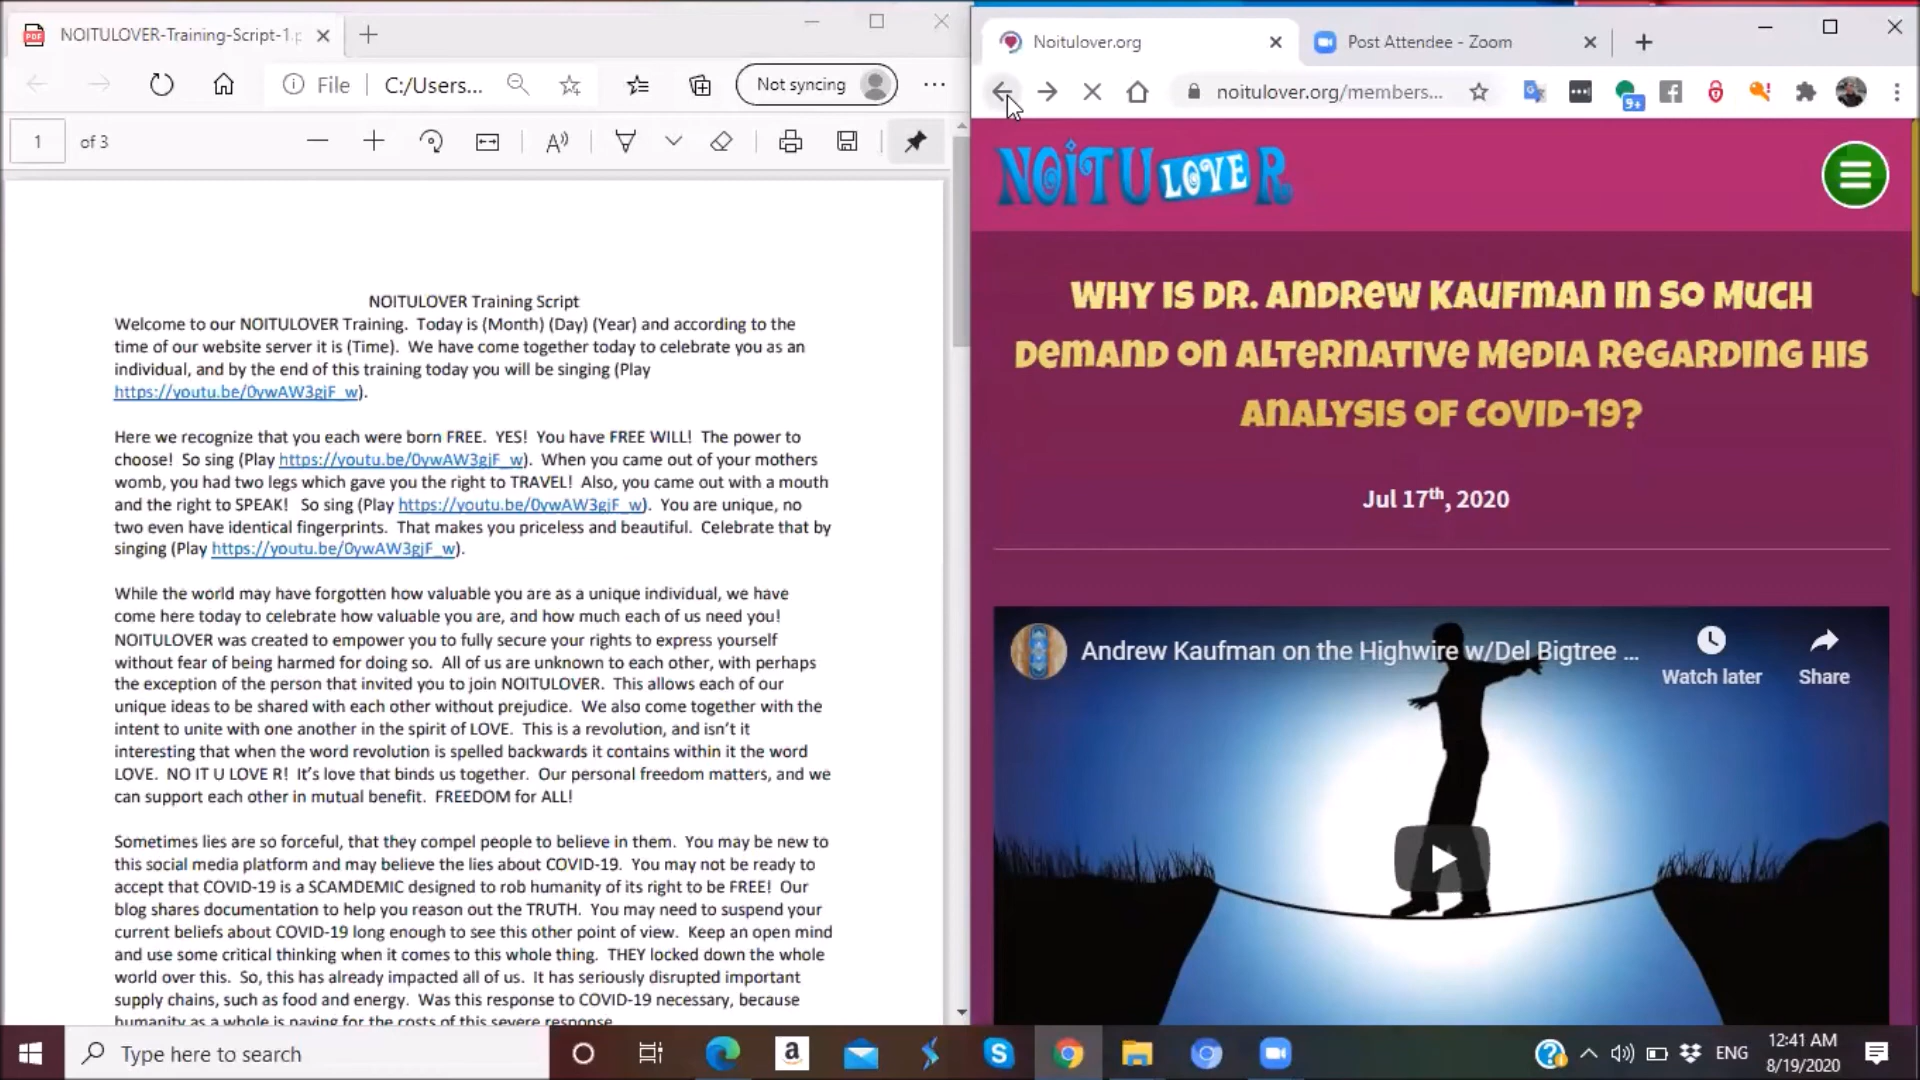 NOITULOVER-Training-Script-1.p
File
C:/Users...
Not syncing
1
of 3
NOITULOVER Training Script
Welcome to our NOITULOVER Training.  Today is (Month) (Day) (Year) and according to the
time of our website server it is (Time).  We have come together today to celebrate you as an
individual, and by the end of this training today you will be singing (Play
https://youtu.be/0ywAW3gjF_w).
Here we recognize that you each were born FREE.  YES!  You have FREE WILL!  The power to
choose!  So sing (Play https://youtu.be/0ywAW3gjF_w).  When you came out of your mothers
womb, you had two legs which gave you the right to TRAVEL!  Also, you came out with a mouth
and the right to SPEAK!   So sing (Play https://youtu.be/0ywAW3gjF_w).  You are unique, no
two even have identical fingerprints.  That makes you priceless and beautiful.  Celebrate that by
singing (Play https://youtu.be/0ywAW3gjF_w).
While the world may have forgotten how valuable you are as a unique individual, we have
come here today to celebrate how valuable you are, and how much each of us need you!
NOITULOVER was created to empower you to fully secure your rights to express yourself
without fear of being harmed for doing so.  All of us are unknown to each other, with perhaps
the exception of the person that invited you to join NOITULOVER.  This allows each of our
unique ideas to be shared with each other without prejudice.  We also come together with the
intent to unite with one another in the spirit of LOVE.  This is a revolution, and isn't it
interesting that when the word revolution is spelled backwards it contains within it the word
LOVE.  NO IT U LOVE R!  It's love that binds us together.  Our personal freedom matters, and we
can support each other in mutual benefit.  FREEDOM for ALL!
Sometimes lies are so forceful, that they compel people to believe in them.  You may be new to
this social media platform and may believe the lies about COVID-19.  You may not be ready to
accept that COVID-19 is a SCAMDEMIC designed to rob humanity of its right to be FREE!  Our
blog shares documentation to help you reason out the TRUTH.  You may need to suspend your
current beliefs about COVID-19 long enough to see this other point of view.  Keep an open mind
and use some critical thinking when it comes to this whole thing.  THEY locked down the whole
world over this.  So, this has already impacted all of us.  It has seriously disrupted important
supply chains, such as food and energy.  Was this response to COVID-19 necessary, because
humanity as a whole is paying for the costs of this severe response
Noitulover.org
Post Attendee - Zoom
noitulover.org/members...
9+
NOITU LOVE R
WHY IS DR. ANDREW KAUFMAN IN SO MUCH
DEMAND ON ALTERNATIVE MEDIA REGARDING HIS
ANALYSIS OF COVID-19?
Jul 17th, 2020
Andrew Kaufman on the Highwire w/Del Bigtree ...
Watch later
Share
Type here to search
a
ENG
12:41 AM
8/19/2020